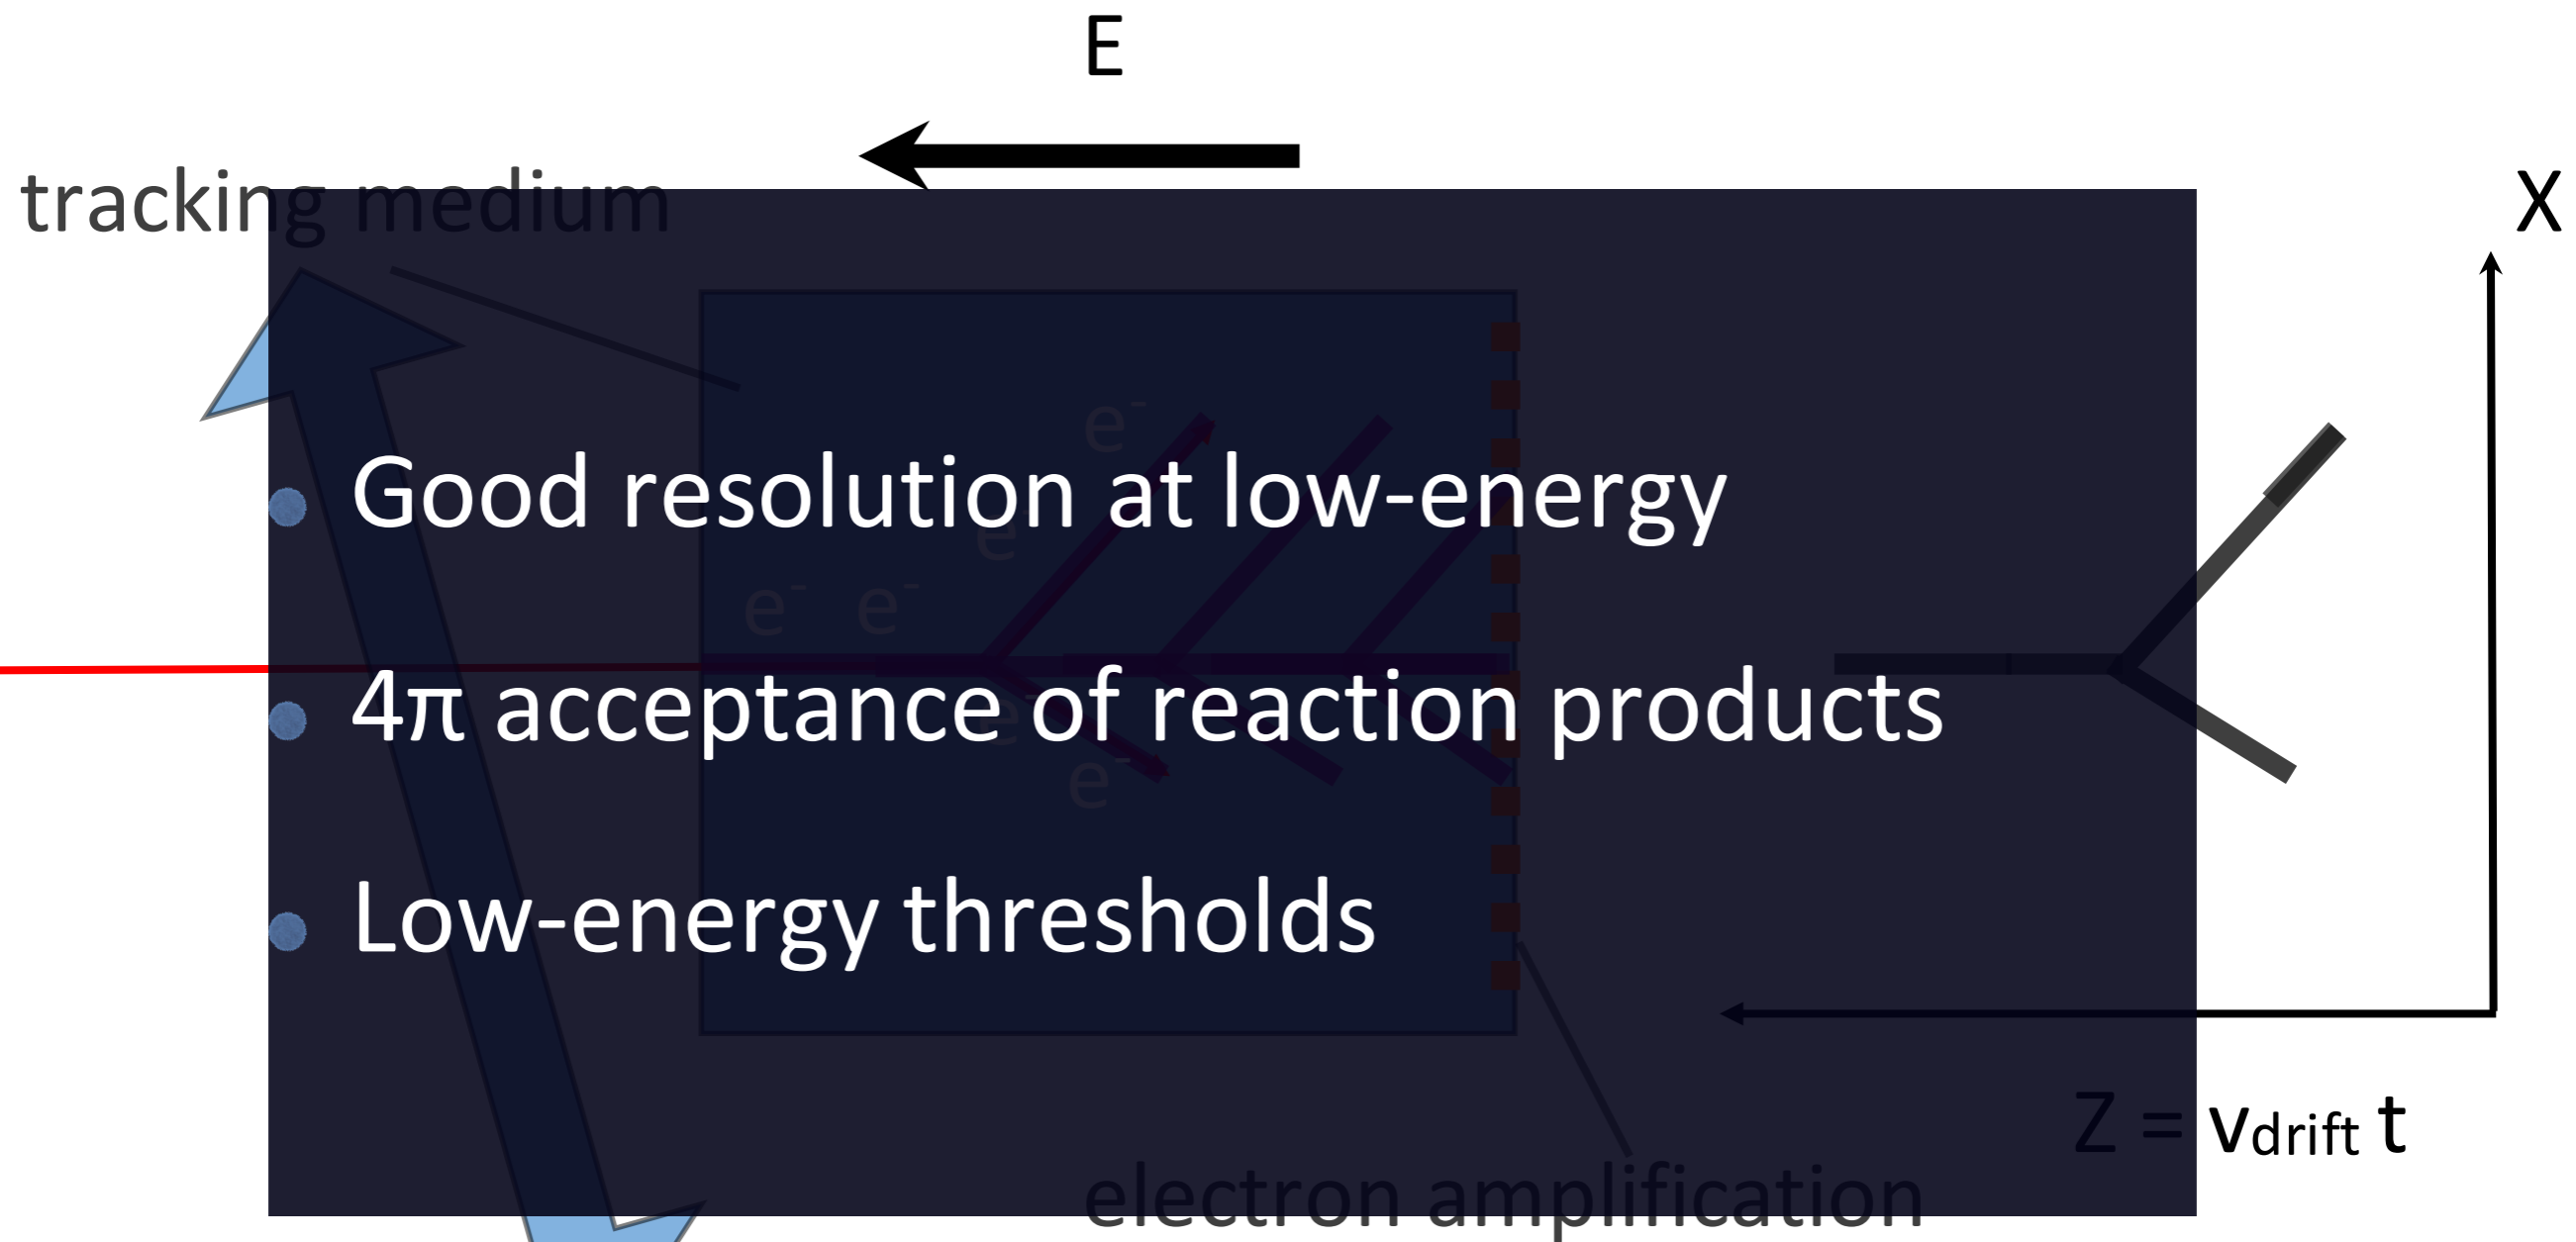 E
tracking medium
X
e-
• Good resolution at low-energy
e-
e- e-
• 4π acceptance of reaction products
e-
e-
• Low-energy thresholds
Z = vdrift t
electron amplification